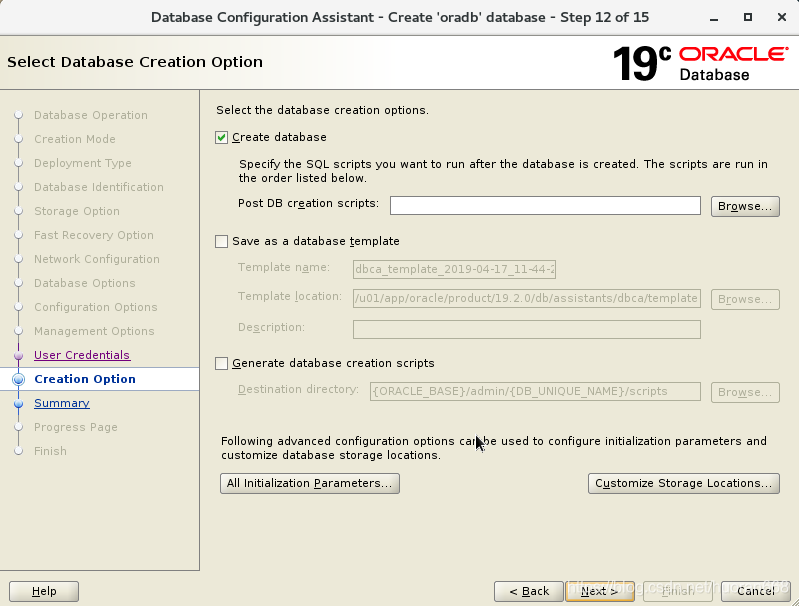 Database Configuration Assistant - Create 'oradb' database - Step 12 of 15
Select Database Creation Option
19c ORACLE
Database
Database Operation
Creation Mode
Deployment Type
Database Identification
Storage Option
Fast Recovery Option
Network Configuration
Database Options
Configuration Options
Management Options
User Credentials
Creation Option
Summary
Progress Page
Finish
Select the database creation options.
Create database
Specify the SQL scripts you want to run after the database is created. The scripts are run in
the order listed below.
Post DB creation scripts:
Browse...
Save as a database template
Template name: dbca_template_2019-04-17_11-44-2
Template location: /u01/app/oracle/product/19.2.0/db/assistants/dbca/template
Browse...
Description:
Generate database creation scripts
Destination directory: {ORACLE_BASE}/admin/{DB_UNIQUE_NAME}/scripts
Browse...
Following advanced configuration options can be used to configure initialization parameters and
customize database storage locations.
All Initialization Parameters... Customize Storage Locations...
Help < Back Next > Finish Cancel